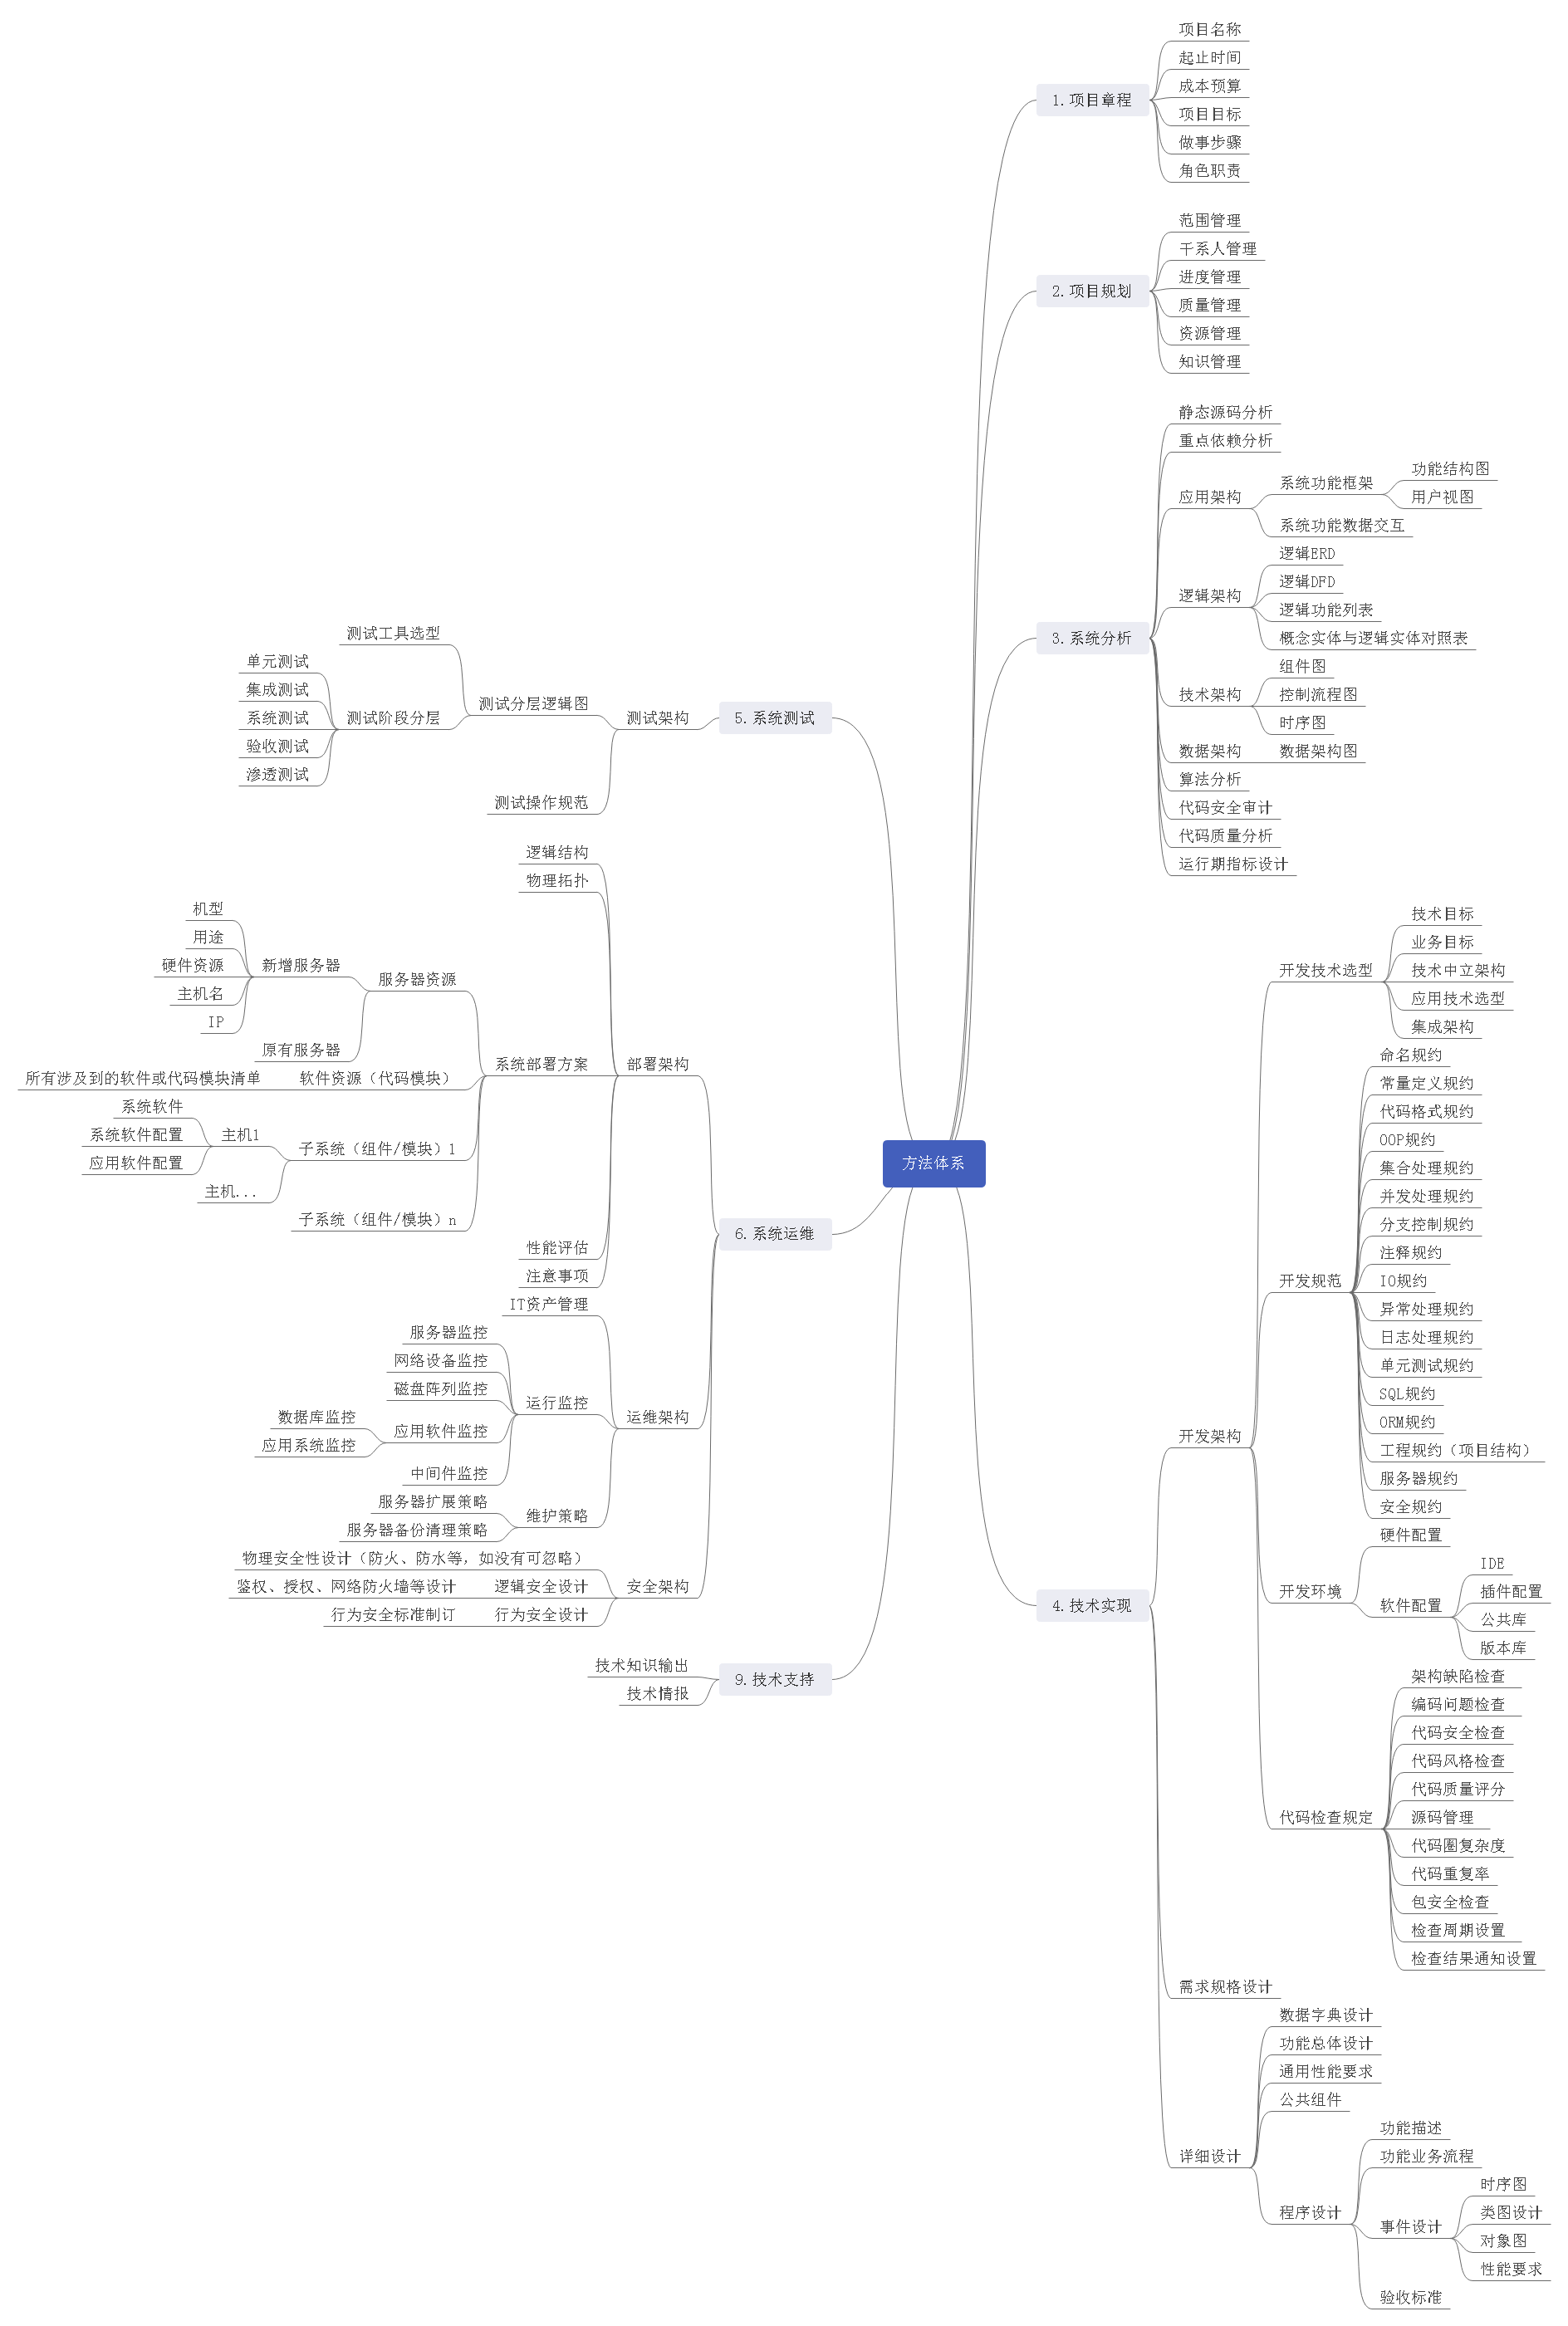 方法体系
1.项目章程
项目名称
起止时间
成本预算
项目目标
做事步骤
角色职责
2.项目规划
范围管理
干系人管理
进度管理
质量管理
资源管理
知识管理
3.系统分析
静态源码分析
重点依赖分析
应用架构
系统功能框架
功能结构图
用户视图
系统功能数据交互
逻辑架构
逻辑ERD
逻辑DFD
逻辑功能列表
概念实体与逻辑实体对照表
技术架构
组件图
控制流程图
时序图
数据架构
数据架构图
算法分析
代码安全审计
代码质量分析
运行期指标设计
4.技术实现
开发架构
开发技术选型
技术目标
业务目标
技术中立架构
应用技术选型
集成架构
开发规范
命名规约
常量定义规约
代码格式规约
OOP规约
集合处理规约
并发处理规约
分支控制规约
注释规约
IO规约
异常处理规约
日志处理规约
单元测试规约
SQL规约
ORM规约
工程规约（项目结构）
服务器规约
安全规约
开发环境
硬件配置
软件配置
IDE
插件配置
公共库
版本库
代码检查规定
架构缺陷检查
编码问题检查
代码安全检查
代码风格检查
代码质量评分
源码管理
代码圈复杂度
代码重复率
包安全检查
检查周期设置
检查结果通知设置
需求规格设计
详细设计
数据字典设计
功能总体设计
通用性能要求
公共组件
程序设计
功能描述
功能业务流程
事件设计
时序图
类图设计
对象图
性能要求
验收标准
5.系统测试
测试架构
测试分层逻辑图
测试工具选型
测试阶段分层
单元测试
集成测试
系统测试
验收测试
渗透测试
测试操作规范
6.系统运维
部署架构
逻辑结构
物理拓扑
系统部署方案
服务器资源
新增服务器
机型
用途
硬件资源
主机名
IP
原有服务器
软件资源（代码模块）
所有涉及到的软件或代码模块清单
子系统（组件/模块）1
主机1
系统软件
系统软件配置
应用软件配置
主机...
子系统（组件/模块）n
性能评估
注意事项
运维架构
IT资产管理
运行监控
服务器监控
网络设备监控
磁盘阵列监控
应用软件监控
数据库监控
应用系统监控
中间件监控
维护策略
服务器扩展策略
服务器备份清理策略
安全架构
物理安全性设计（防火、防水等，如没有可忽略）
逻辑安全设计
鉴权、授权、网络防火墙等设计
行为安全设计
行为安全标准制订
9.技术支持
技术知识输出
技术情报